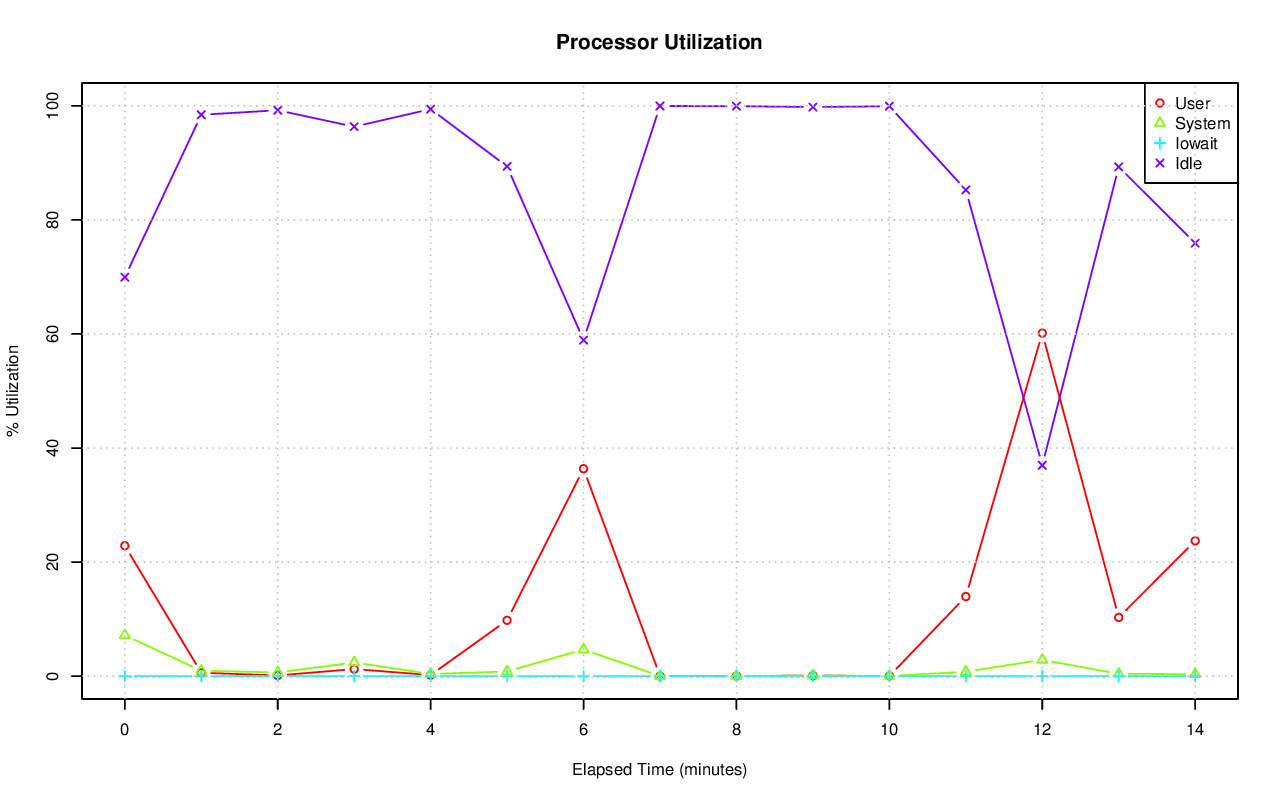 Processor Utilization
User
System
Iowait
Idle
% Utilization
100
80
60
40
20
0
0 2 4 6 8 10 12 14
Elapsed Time (minutes)